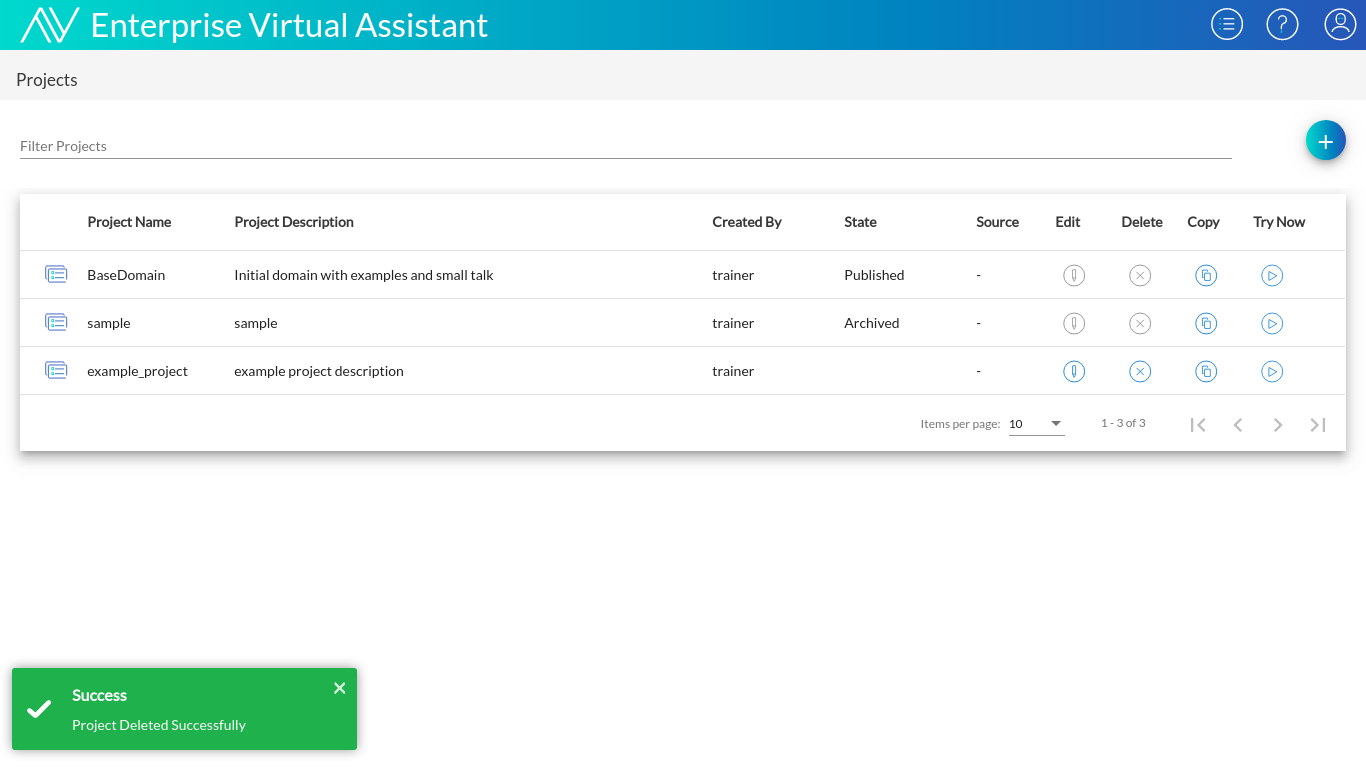 Enterprise Virtual Assistant
Projects
Filter Projects
+
Project Name Project Description Created By State Source Edit Delete Copy Try Now
BaseDomain Initial domain with examples and small talk trainer Published -
sample sample trainer Archived -
example_project example project description trainer -
Items per page: 10 1 - 3 of 3
Success
Project Deleted Successfully